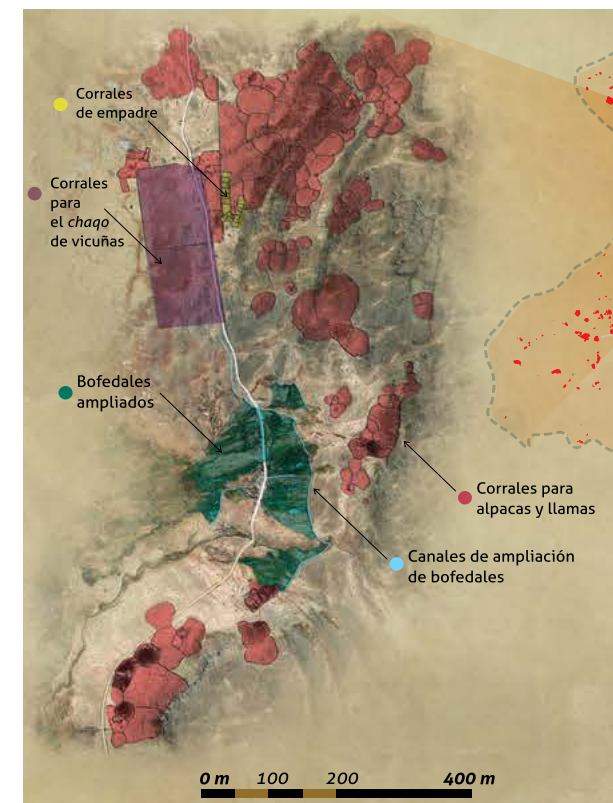 Corrales
de empadre
Corrales
para
el chaqo
de vicuñas
Bofedales
ampliados
Corrales para
alpacas y llamas
Canales de ampliación
de bofedales
0 m 100 200 400 m